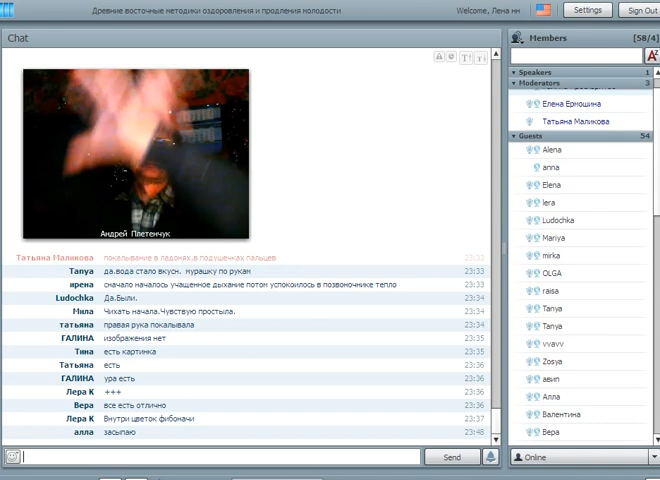 Древние восточные методики оздоровления и продления молодости
Welcome, Лена нн
Settings
Sign Out
Chat
Андрей Плетенчук
Татьяна Маликова покалывание в ладонях,в подушечках пальцев 23:33
Tanya да.вода стало вкусн. мурашку по рукам 23:33
ирена сначало началось учащенное дыхание потом успокоилось в позвоночнике тепло 23:33
Ludochka Да.Были. 23:34
Мила Чихать начала.Чувствую простыла. 23:34
татьяна правая рука покалывала 23:34
ГАЛИНА изображения нет 23:35
Тина есть картинка 23:35
Татьяна есть 23:36
ГАЛИНА ура есть 23:36
Лера К +++ 23:36
Вера все есть отлично 23:36
Лера К Внутри цветок фибоначи 23:37
алла засыпаю 23:48
Send
Members [58/4]
Speakers 1
Moderators 3
Елена Ермошина
Татьяна Маликова
Guests 54
Alena
anna
Elena
lera
Ludochka
Mariya
mirka
OLGA
raisa
Tanya
Tanya
vvavv
Zosya
авип
Алла
Валентина
Вера
Online